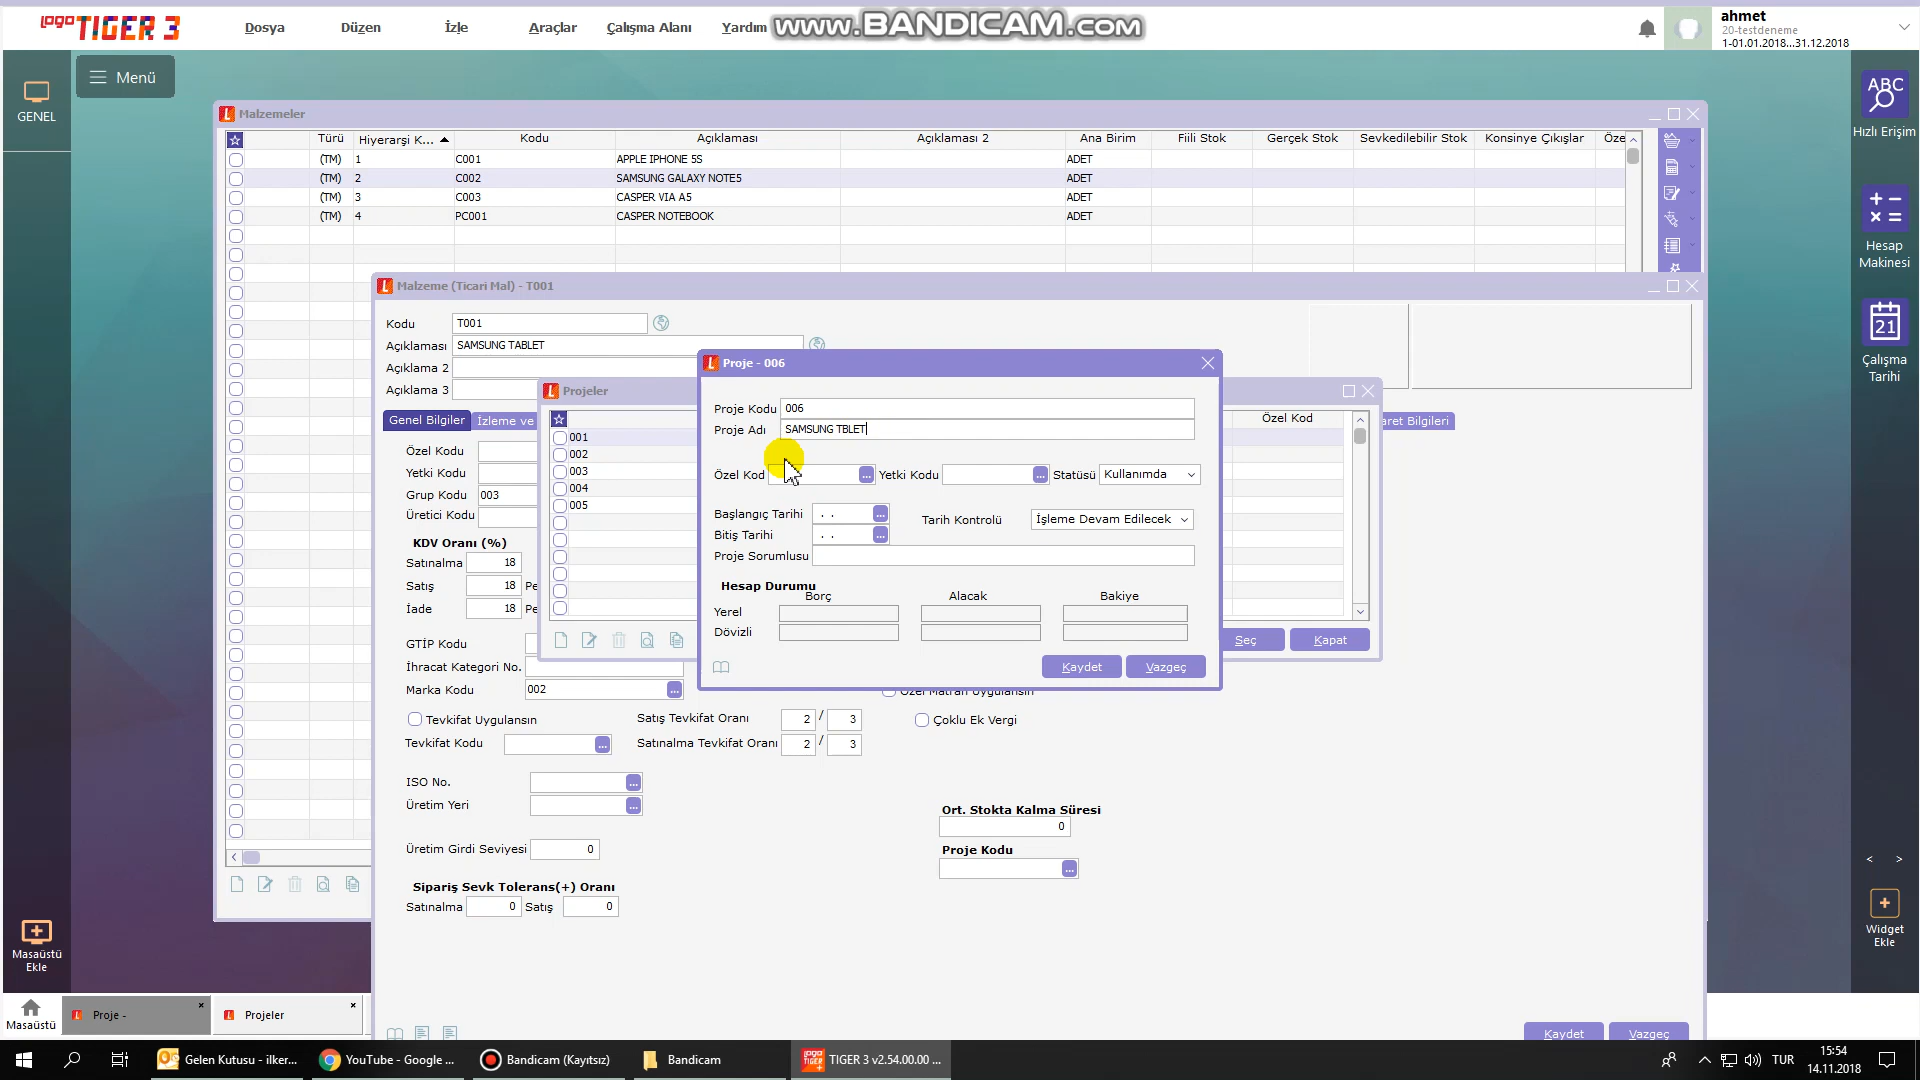 LOGO TIGER 3
Dosya Düzen İzle Araçlar Çalışma Alanı Yardım
www.BANDICAM.com
ahmet
20-testdeneme
1-01.01.2018...31.12.2018
Menü
GENEL
Malzemeler
Türü Hiyerarşi K... Kodu Açıklaması Açıklaması 2 Ana Birim Fiili Stok Gerçek Stok Sevkedilebilir Stok Konsinye Çıkışlar Öze
(TM) 1 C001 APPLE IPHONE 5S ADET
(TM) 2 C002 SAMSUNG GALAXY NOTE5 ADET
(TM) 3 C003 CASPER VIA A5 ADET
(TM) 4 PC001 CASPER NOTEBOOK ADET
ABC
Hızlı Erişim
Hesap
Makinesi
21
Çalışma
Tarihi
Malzeme (Ticari Mal) - T001
Kodu T001
Açıklaması SAMSUNG TABLET
Açıklama 2
Açıklama 3
Genel Bilgiler İzleme ve
aret Bilgileri
Özel Kod
Yetki Kodu
Grup Kodu 003
Üretici Kodu
KDV Oranı (%)
Satınalma 18
Satış 18 Pe
İade 18 Pe
GTİP Kodu
İhracat Kategori No.
Marka Kodu 002 ...
Özel Matrah Uygulansın
Tevkifat Uygulansın Satış Tevkifat Oranı 2 / 3 Çoklu Ek Vergi
Tevkifat Kodu ... Satınalma Tevkifat Oranı 2 / 3
ISO No. ...
Üretim Yeri ...
Ort. Stokta Kalma Süresi
0
Üretim Girdi Seviyesi 0
Proje Kodu
...
Sipariş Sevk Tolerans(+) Oranı
Satınalma 0 Satış 0
Kaydet Vazgeç
Projeler
Özel Kod
001
002
003
004
005
Seç Kapat
Proje - 006
Proje Kodu 006
Proje Adı SAMSUNG TBLET
Özel Kod ... Yetki Kodu ... Statüsü Kullanımda
Başlangıç Tarihi . . ... Tarih Kontrolü İşleme Devam Edilecek
Bitiş Tarihi . . ...
Proje Sorumlusu
Hesap Durumu
Borç Alacak Bakiye
Yerel
Dövizli
Kaydet Vazgeç
Masaüstü
Ekle
< >
Widget
Ekle
Masaüstü
Proje - ×
Projeler ×
Gelen Kutusu - ilker...
YouTube - Google ...
Bandicam (Kayıtsız)
Bandicam
TIGER 3 v2.54.00.00 ...
TUR
15:54
14.11.2018